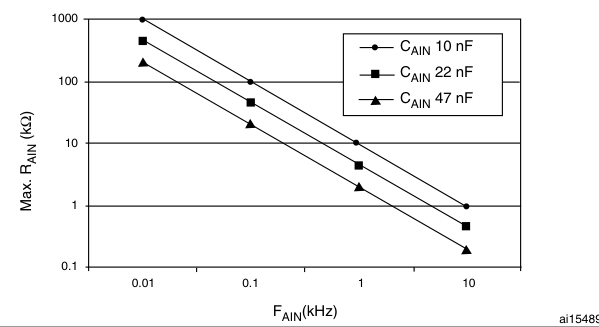 1000
100
10
1
0.1
Max. RAIN (kΩ)
CAIN 10 nF
CAIN 22 nF
CAIN 47 nF
0.01 0.1 1 10
FAIN(kHz)
ai15489